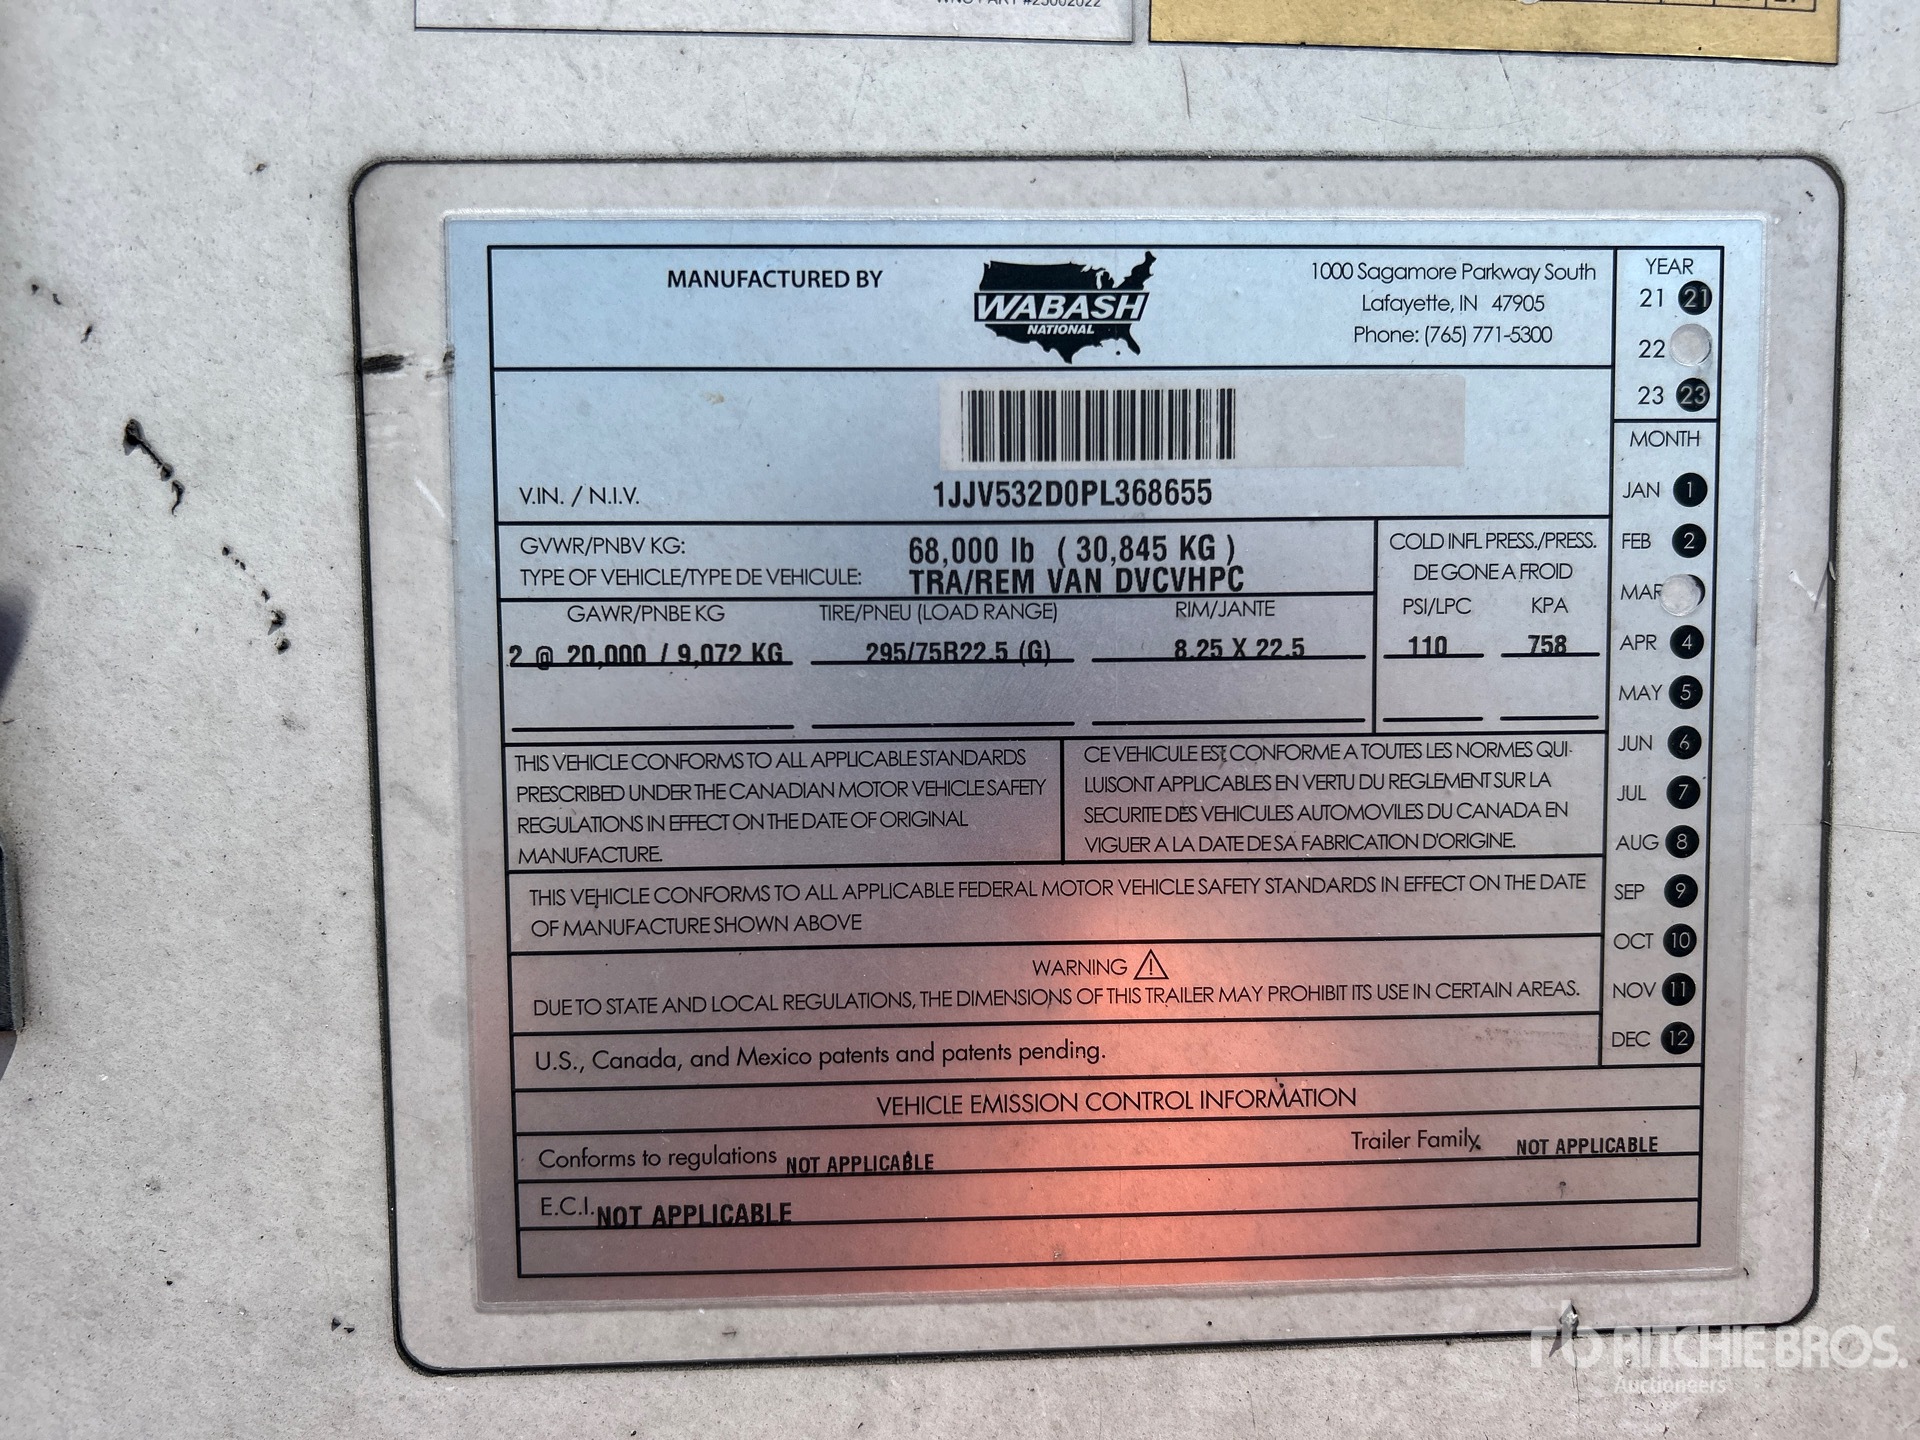 MANUFACTURED BY
WABASH
NATIONAL
1000 Sagamore Parkway South
Lafayette, IN 47905
Phone: (765) 771-5300
YEAR
21 21
22
23 23
V.IN. / N.I.V.
1JJV532D0PL368655
GVWR/PNBV KG: 68,000 lb ( 30,845 KG )
TYPE OF VEHICLE/TYPE DE VEHICULE: TRA/REM VAN DVCVHPC
COLD INFL PRESS./PRESS.
DE GONE A FROID
GAWR/PNBE KG TIRE/PNEU (LOAD RANGE) RIM/JANTE PSI/LPC KPA
2 @ 20,000 / 9,072 KG 295/75R22.5 (G) 8.25 X 22.5 110 758
THIS VEHICLE CONFORMS TO ALL APPLICABLE STANDARDS
PRESCRIBED UNDER THE CANADIAN MOTOR VEHICLE SAFETY
REGULATIONS IN EFFECT ON THE DATE OF ORIGINAL
MANUFACTURE.
CE VEHICULE EST CONFORME A TOUTES LES NORMES QUI-
LUISONT APPLICABLES EN VERTU DU REGLEMENT SUR LA
SECURITE DES VEHICULES AUTOMOVILES DU CANADA EN
VIGUER A LA DATE DE SA FABRICATION D'ORIGINE.
THIS VEHICLE CONFORMS TO ALL APPLICABLE FEDERAL MOTOR VEHICLE SAFETY STANDARDS IN EFFECT ON THE DATE
OF MANUFACTURE SHOWN ABOVE
WARNING
DUE TO STATE AND LOCAL REGULATIONS, THE DIMENSIONS OF THIS TRAILER MAY PROHIBIT ITS USE IN CERTAIN AREAS.
U.S., Canada, and Mexico patents and patents pending.
MONTH
JAN 1
FEB 2
MAR
APR 4
MAY 5
JUN 6
JUL 7
AUG 8
SEP 9
OCT 10
NOV 11
DEC 12
VEHICLE EMISSION CONTROL INFORMATION
Conforms to regulations NOT APPLICABLE
Trailer Family. NOT APPLICABLE
E.C.I. NOT APPLICABLE
RITCHIE BROS.
Auctioneers